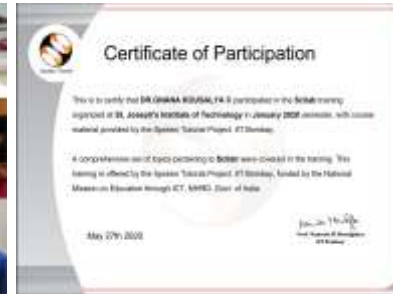 Certificate of Participation
This is to certify that DR.GNANA KOUSALYA C participated in the Scilab training
organized at St. Joseph's Institute of Technology in January 2020 semester, with course
material provided by the Spoken Tutorial Project, IIT Bombay.
A comprehensive set of topics pertaining to Scilab were covered in the training. This
training is offered by the Spoken Tutorial Project, IIT Bombay, funded by the National
Mission on Education through ICT, MHRD, Govt. of India.
May 27th 2020
IIT Bombay